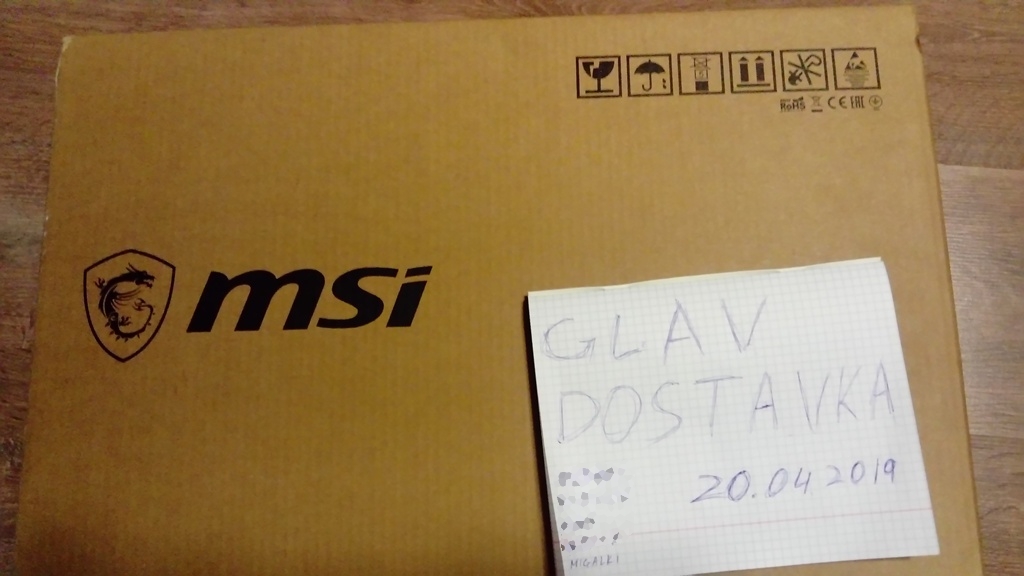 RoHS CE EAC
msi
GLAV
DOSTAVKA
20.04 2019
MIGALKI